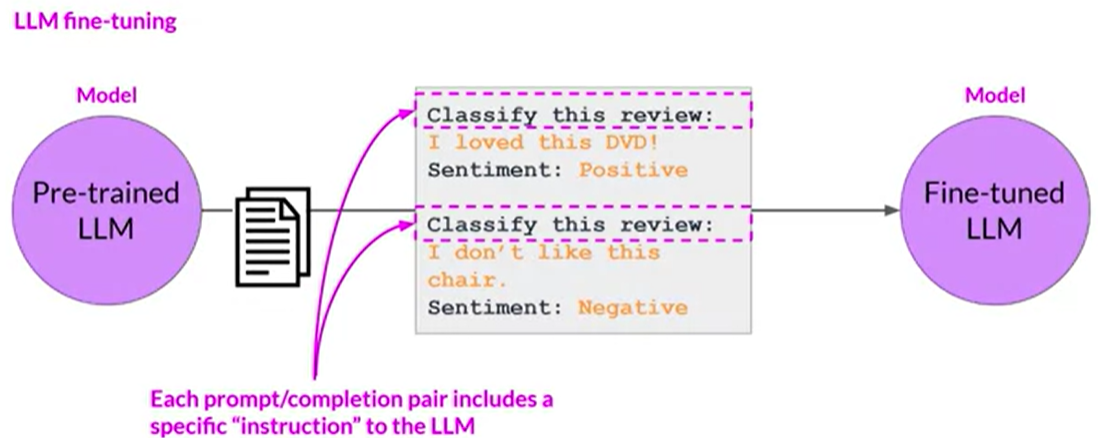 LLM fine-tuning
Model
Pre-trained
LLM
Classify this review:
I loved this DVD!
Sentiment: Positive
Classify this review:
I don't like this
chair.
Sentiment: Negative
Model
Fine-tuned
LLM
Each prompt/completion pair includes a
specific “instruction” to the LLM